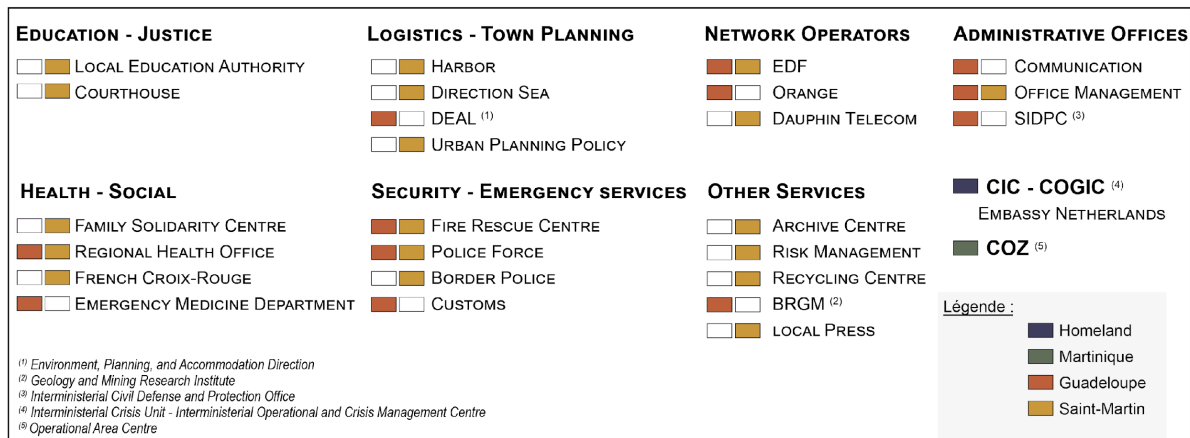 EDUCATION - JUSTICE
LOCAL EDUCATION AUTHORITY
COURTHOUSE
LOGISTICS - TOWN PLANNING
HARBOR
DIRECTION SEA
DEAL (1)
URBAN PLANNING POLICY
NETWORK OPERATORS
EDF
ORANGE
DAUPHIN TELECOM
ADMINISTRATIVE OFFICES
COMMUNICATION
OFFICE MANAGEMENT
SIDPC (3)
HEALTH - SOCIAL
FAMILY SOLIDARITY CENTRE
REGIONAL HEALTH OFFICE
FRENCH CROIX-ROUGE
EMERGENCY MEDICINE DEPARTMENT
SECURITY - EMERGENCY SERVICES
FIRE RESCUE CENTRE
POLICE FORCE
BORDER POLICE
CUSTOMS
OTHER SERVICES
ARCHIVE CENTRE
RISK MANAGEMENT
RECYCLING CENTRE
BRGM (2)
LOCAL PRESS
CIC - COGIC (4)
EMBASSY NETHERLANDS
COZ (5)
Légende :
Homeland
Martinique
Guadeloupe
Saint-Martin
(1) Environment, Planning, and Accommodation Direction
(2) Geology and Mining Research Institute
(3) Interministerial Civil Defense and Protection Office
(4) Interministerial Crisis Unit - Interministerial Operational and Crisis Management Centre
(5) Operational Area Centre